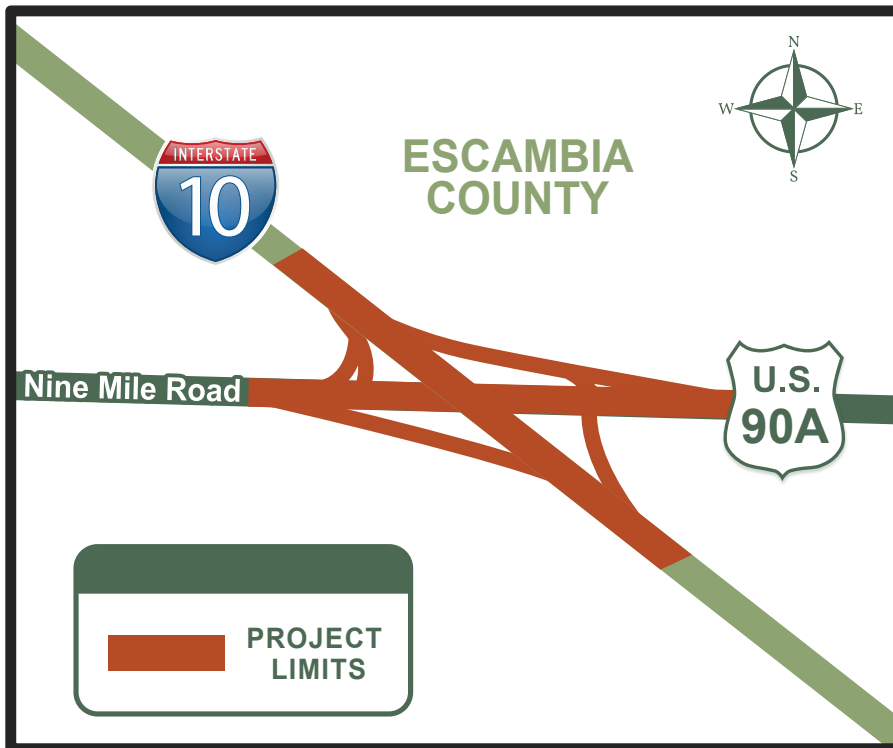 N
W
E
S
INTERSTATE
10
ESCAMBIA
COUNTY
Nine Mile Road
U.S.
90A
PROJECT
LIMITS